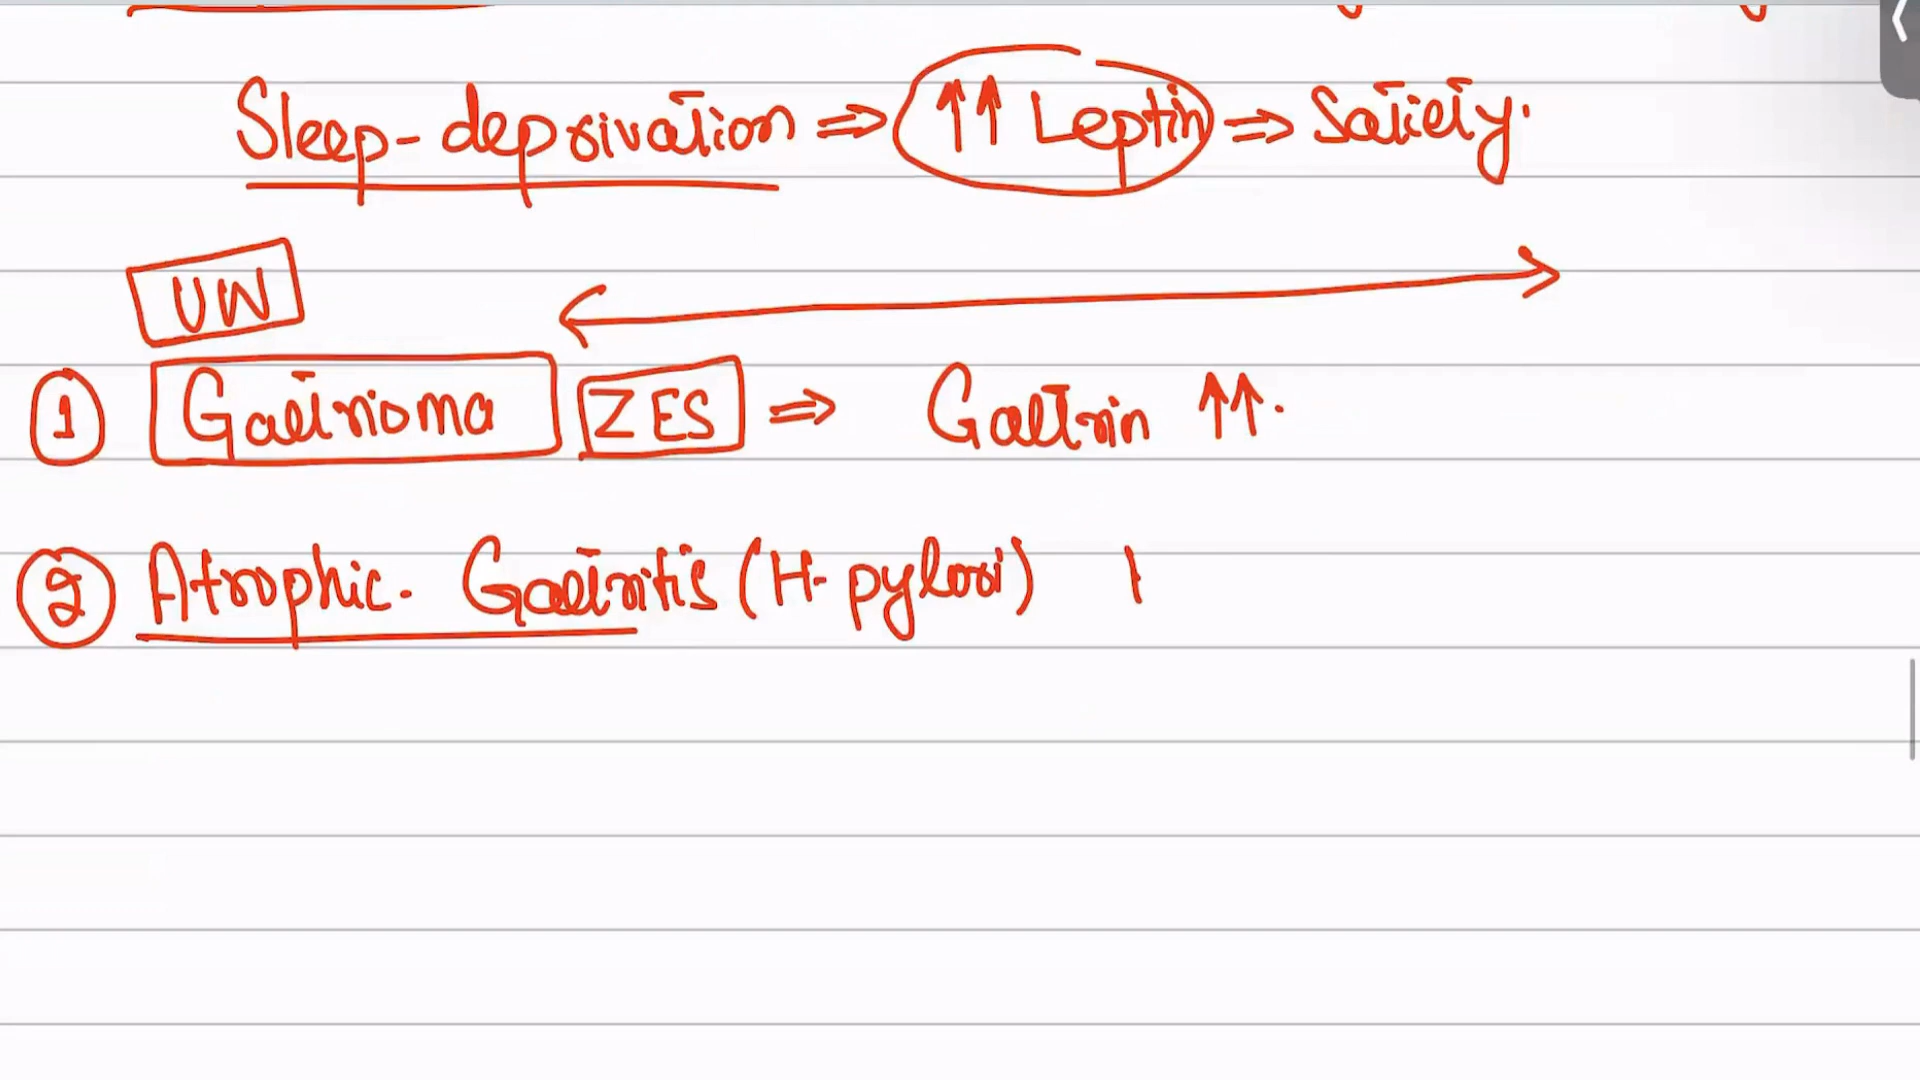 Sleep-deprivation ⇒ ↑↑ Leptin ⇒ Satiety.
UW
① Gastrinoma ZES ⇒ Gastrin ↑↑.
② Atrophic. Gastritis (H. pylori)